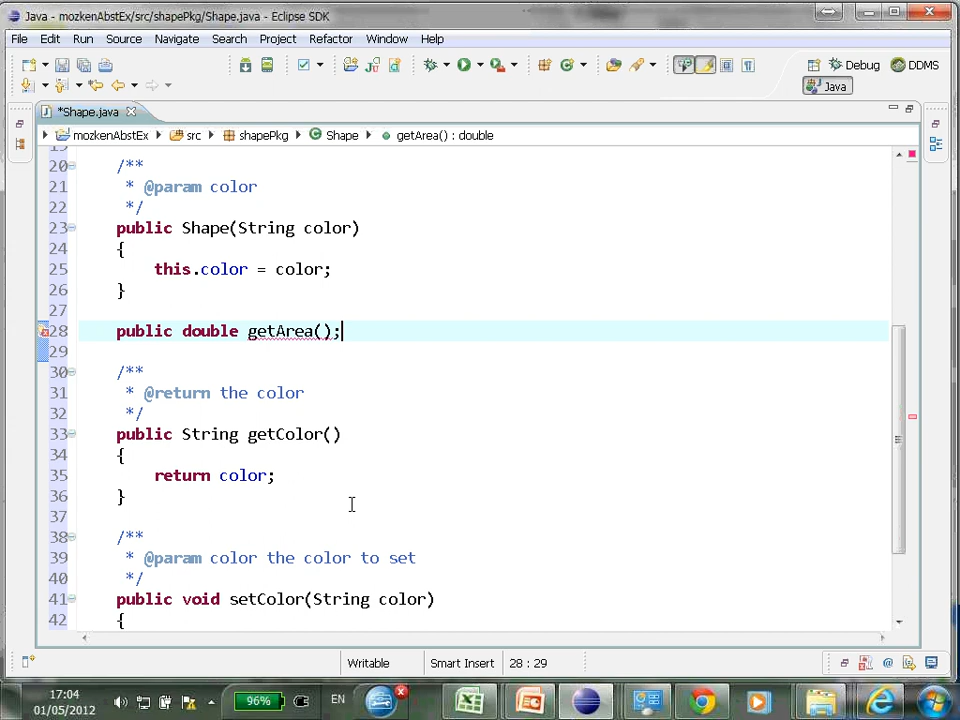 Java - mozkenAbstEx/src/shapePkg/Shape.java - Eclipse SDK
File Edit Run Source Navigate Search Project Refactor Window Help
Debug DDMS
Java
*Shape.java
mozkenAbstEx src shapePkg Shape getArea() : double
19
20 /**
21 * @param color
22 */
23 public Shape(String color)
24 {
25 this.color = color;
26 }
27
28 public double getArea();
29
30 /**
31 * @return the color
32 */
33 public String getColor()
34 {
35 return color;
36 }
37
38 /**
39 * @param color the color to set
40 */
41 public void setColor(String color)
42 {
Writable Smart Insert 28 : 29
17:04
01/05/2012
96%
EN